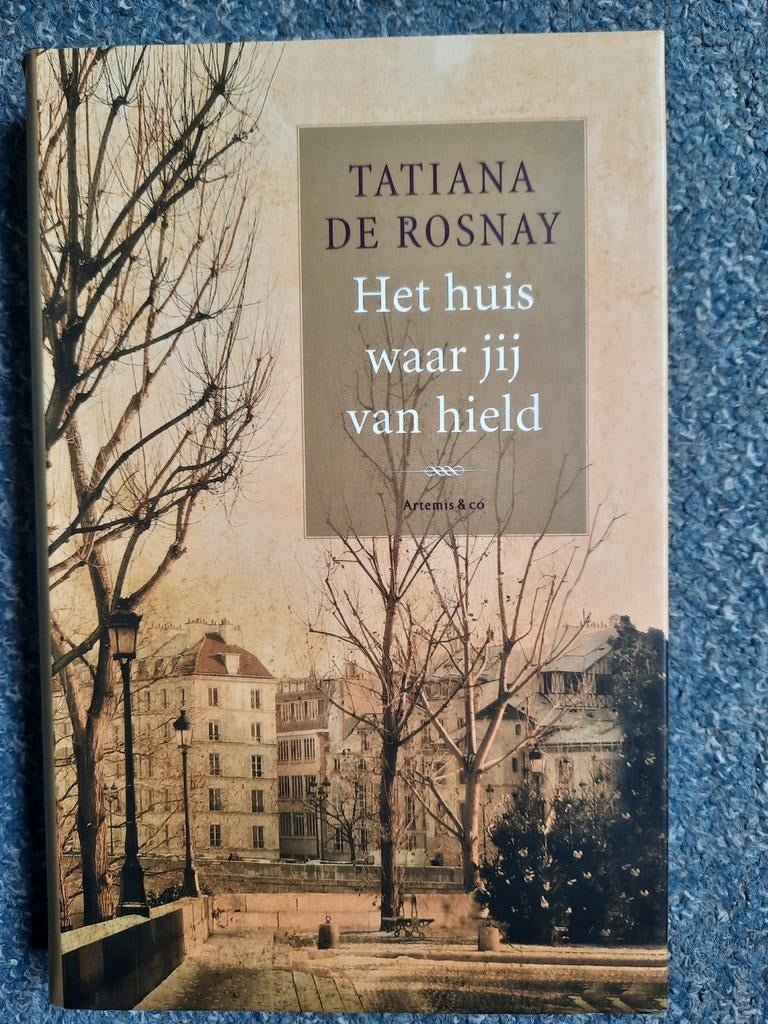 TATIANA
DE ROSNAY
Het huis
waar jij
van hield
Artemis & co